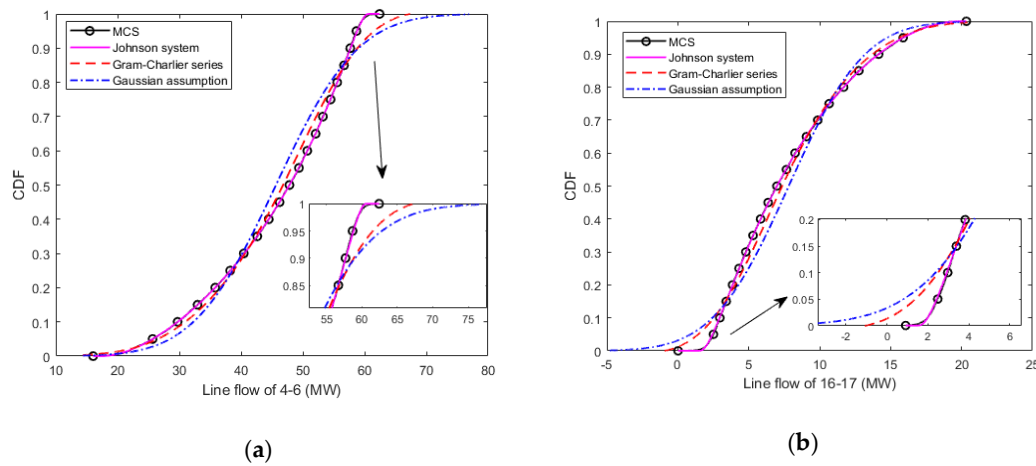 MCS
Johnson system
Gram-Charlier series
Gaussian assumption
CDF
1
0.9
0.8
0.7
0.6
0.5
0.4
0.3
0.2
0.1
0
10 20 30 40 50 60 70 80
Line flow of 4-6 (MW)
1
0.95
0.9
0.85
55 60 65 70 75
(a)
MCS
Johnson system
Gram-Charlier series
Gaussian assumption
CDF
1
0.9
0.8
0.7
0.6
0.5
0.4
0.3
0.2
0.1
0
-5 0 5 10 15 20 25
Line flow of 16-17 (MW)
0.2
0.15
0.1
0.05
0
-2 0 2 4 6
(b)